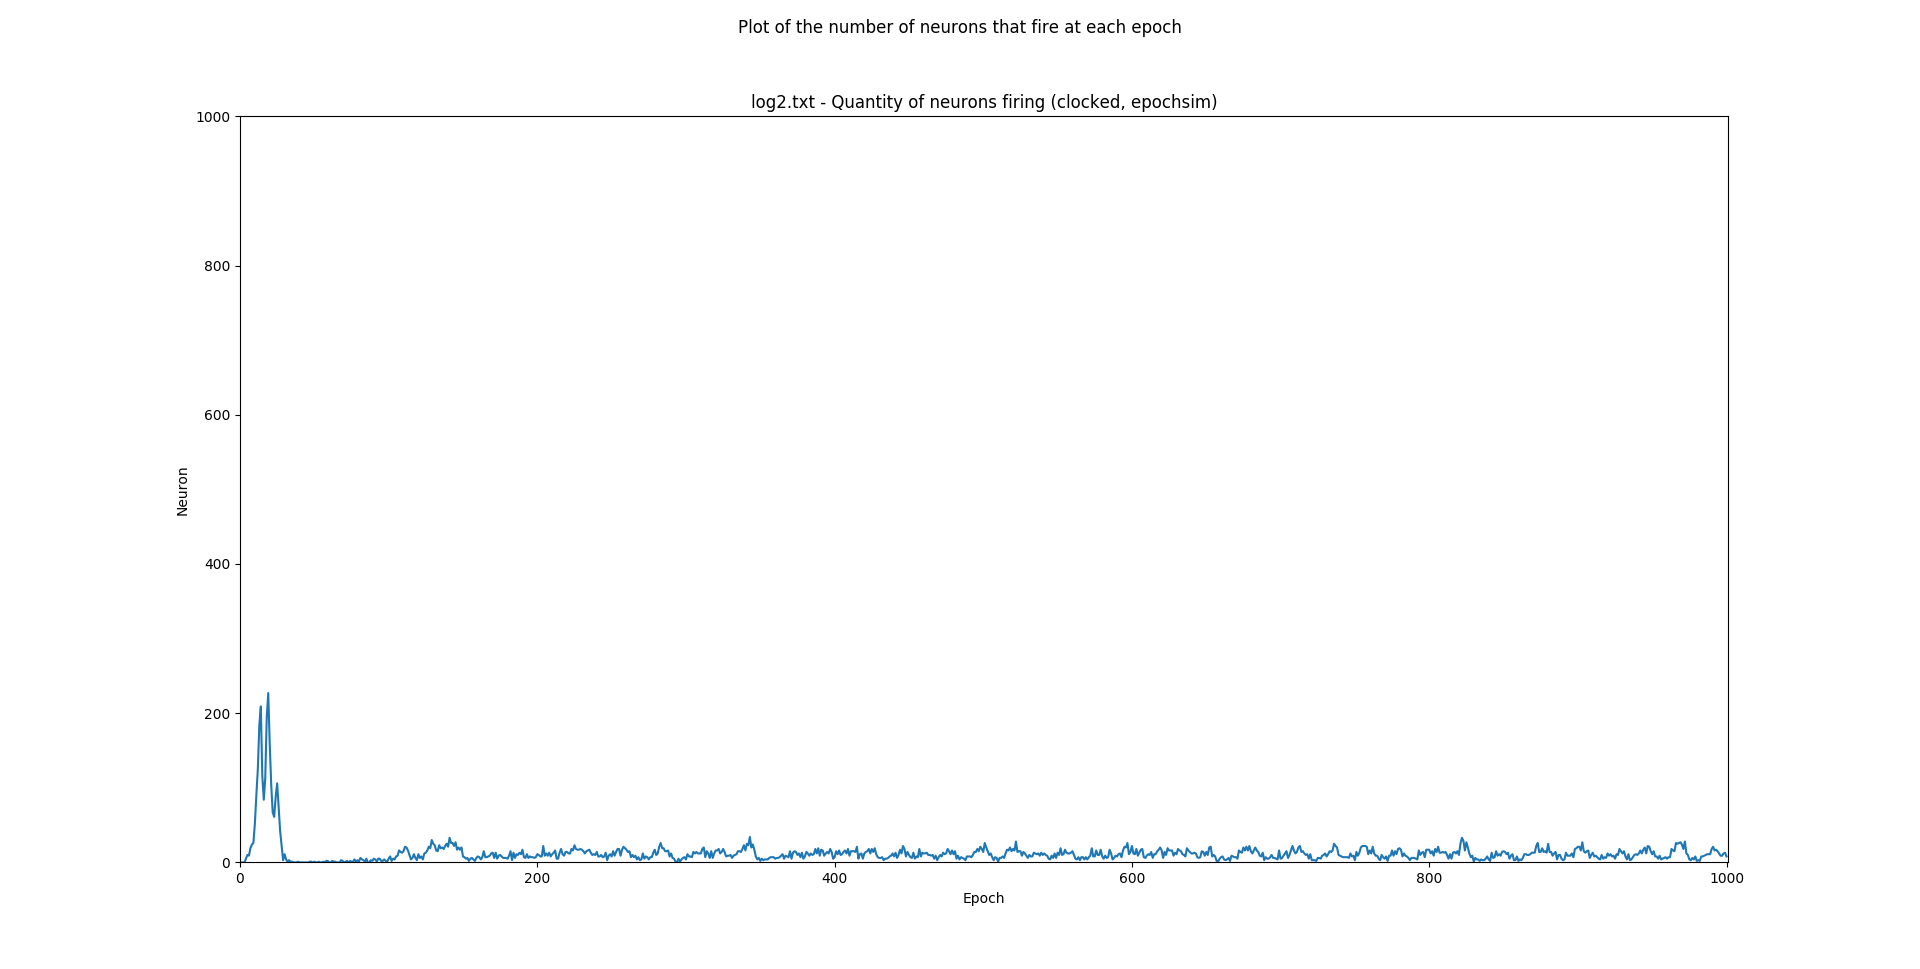 Plot of the number of neurons that fire at each epoch
log2.txt - Quantity of neurons firing (clocked, epochsim)
1000
800
600
400
200
0
Neuron
0 200 400 600 800 1000
Epoch